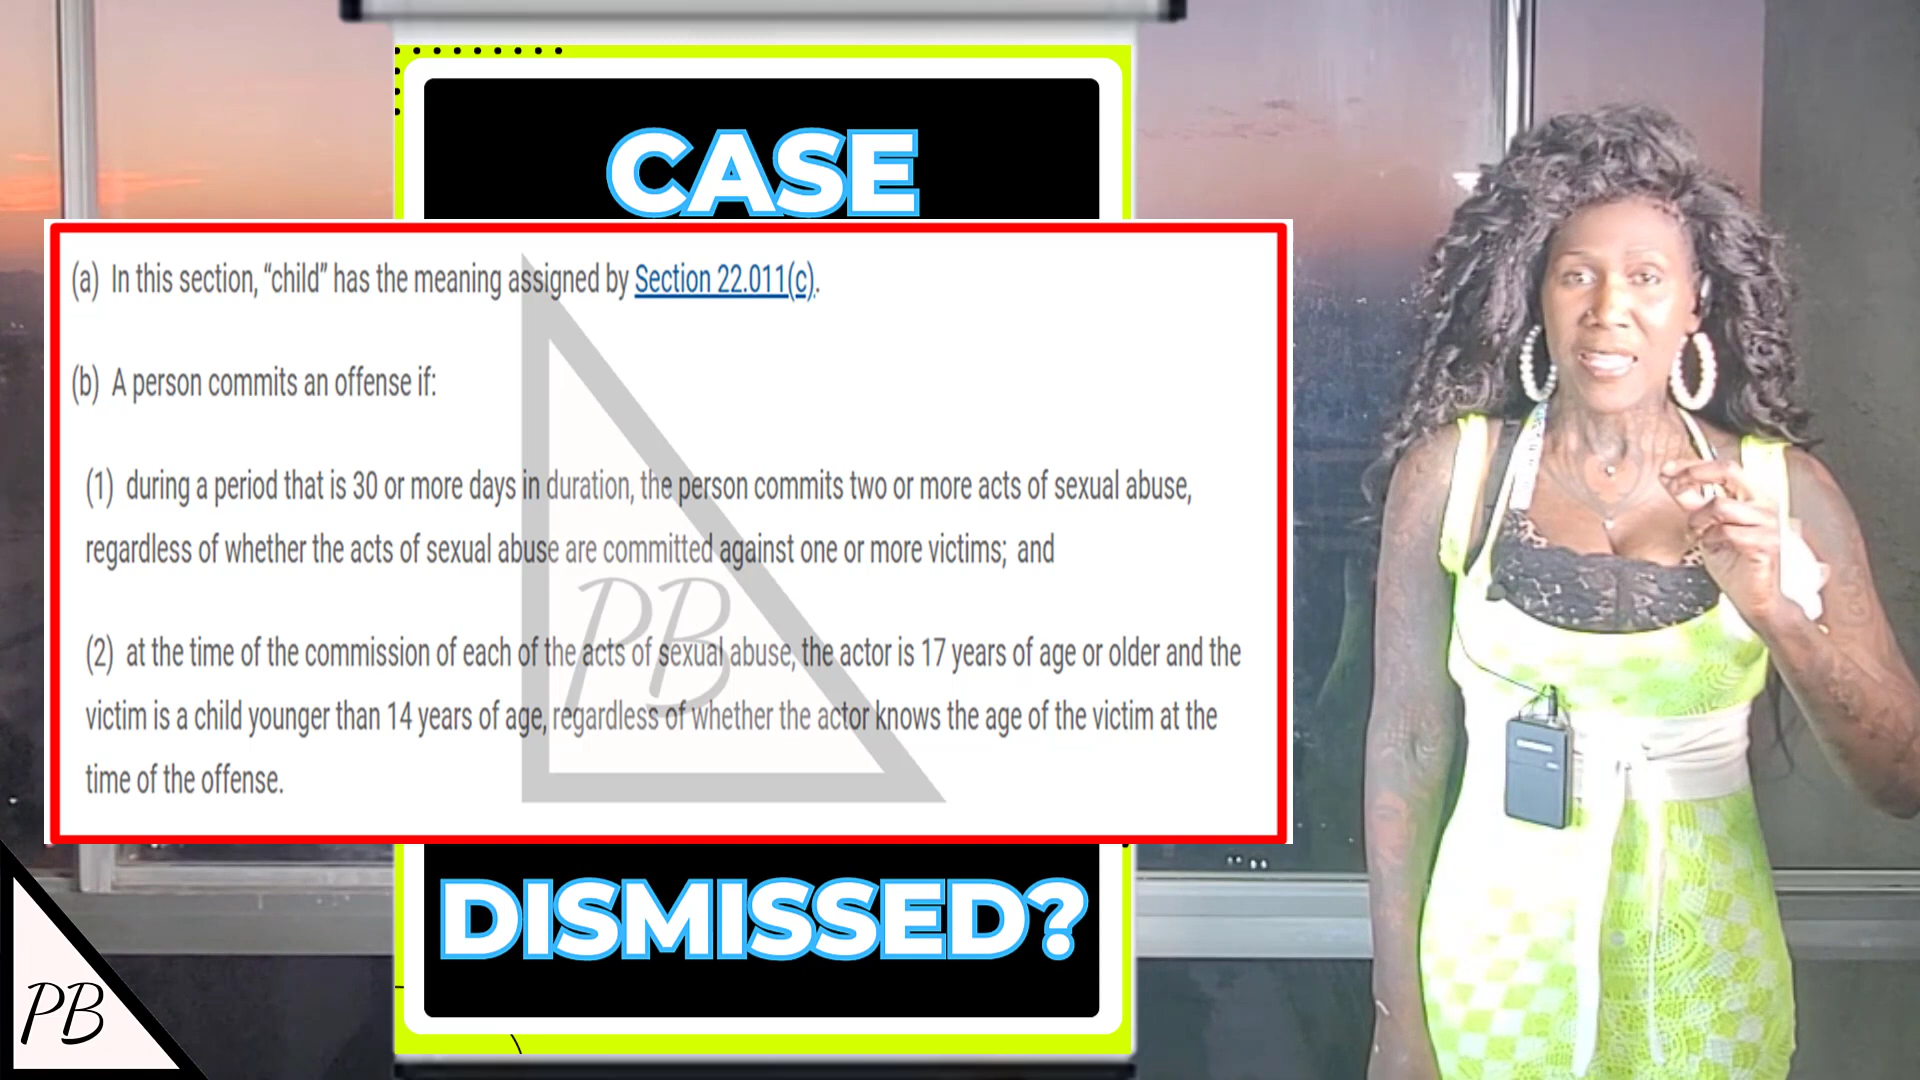 CASE
(a) In this section, “child” has the meaning assigned by Section 22.011(c).
(b) A person commits an offense if:
(1) during a period that is 30 or more days in duration, the person commits two or more acts of sexual abuse,
regardless of whether the acts of sexual abuse are committed against one or more victims; and
PB
(2) at the time of the commission of each of the acts of sexual abuse, the actor is 17 years of age or older and the
victim is a child younger than 14 years of age, regardless of whether the actor knows the age of the victim at the
time of the offense.
DISMISSED?
PB